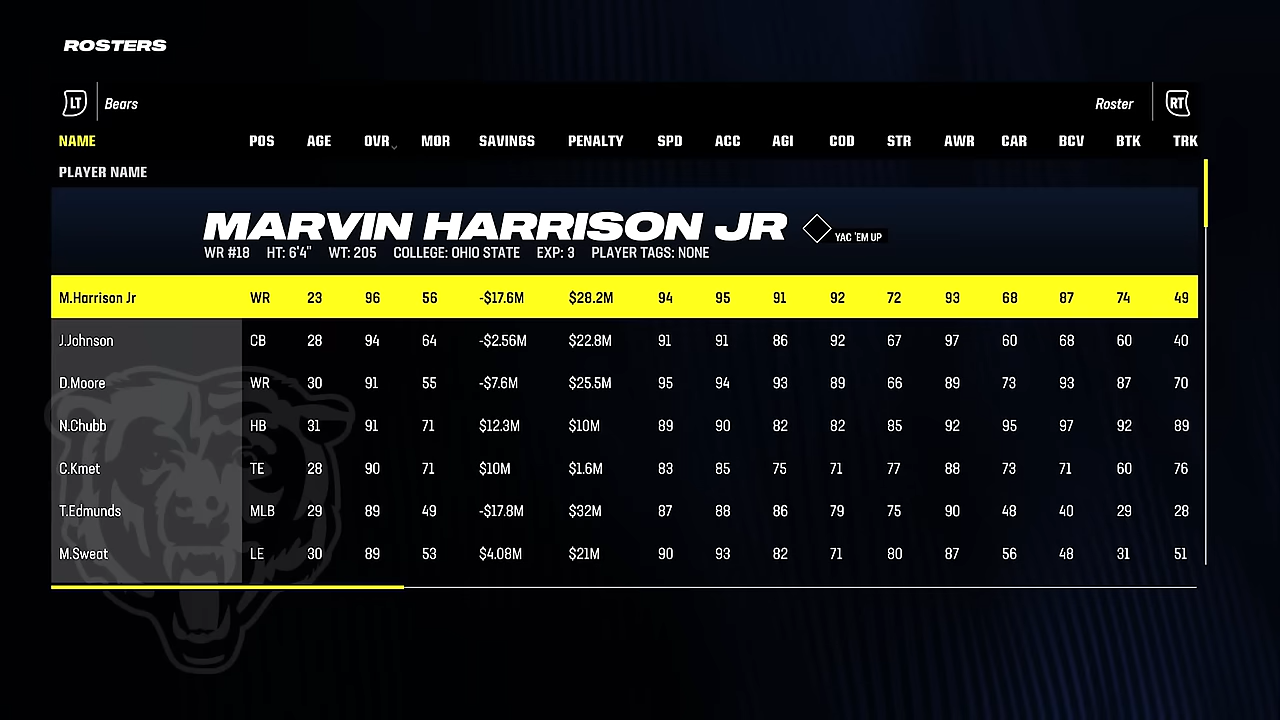 ROSTERS
LT Bears Roster RT
NAME POS AGE OVR MOR SAVINGS PENALTY SPD ACC AGI COD STR AWR CAR BCV BTK TRK
PLAYER NAME
MARVIN HARRISON JR YAC 'EM UP
WR #18 HT: 6'4" WT: 205 COLLEGE: OHIO STATE EXP: 3 PLAYER TAGS: NONE
M.Harrison Jr WR 23 96 56 -$17.6M $28.2M 94 95 91 92 72 93 68 87 74 49
J.Johnson CB 28 94 64 -$2.56M $22.8M 91 91 86 92 67 97 60 68 60 40
D.Moore WR 30 91 55 -$7.6M $25.5M 95 94 93 89 66 89 73 93 87 70
N.Chubb HB 31 91 71 $12.3M $10M 89 90 82 82 85 92 95 97 92 89
C.Kmet TE 28 90 71 $10M $1.6M 83 85 75 71 77 88 73 71 60 76
T.Edmunds MLB 29 89 49 -$17.8M $32M 87 88 86 79 75 90 48 40 29 28
M.Sweat LE 30 89 53 $4.08M $21M 90 93 82 71 80 87 56 48 31 51